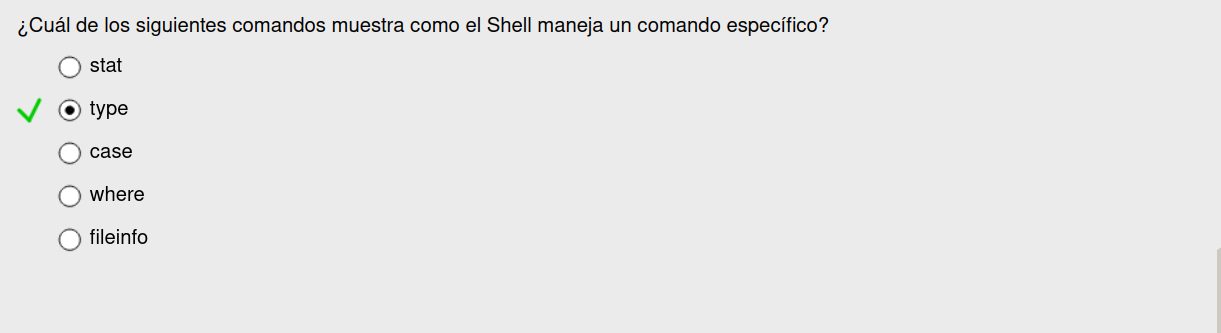 ¿Cuál de los siguientes comandos muestra como el Shell maneja un comando específico?
stat
type
case
where
fileinfo